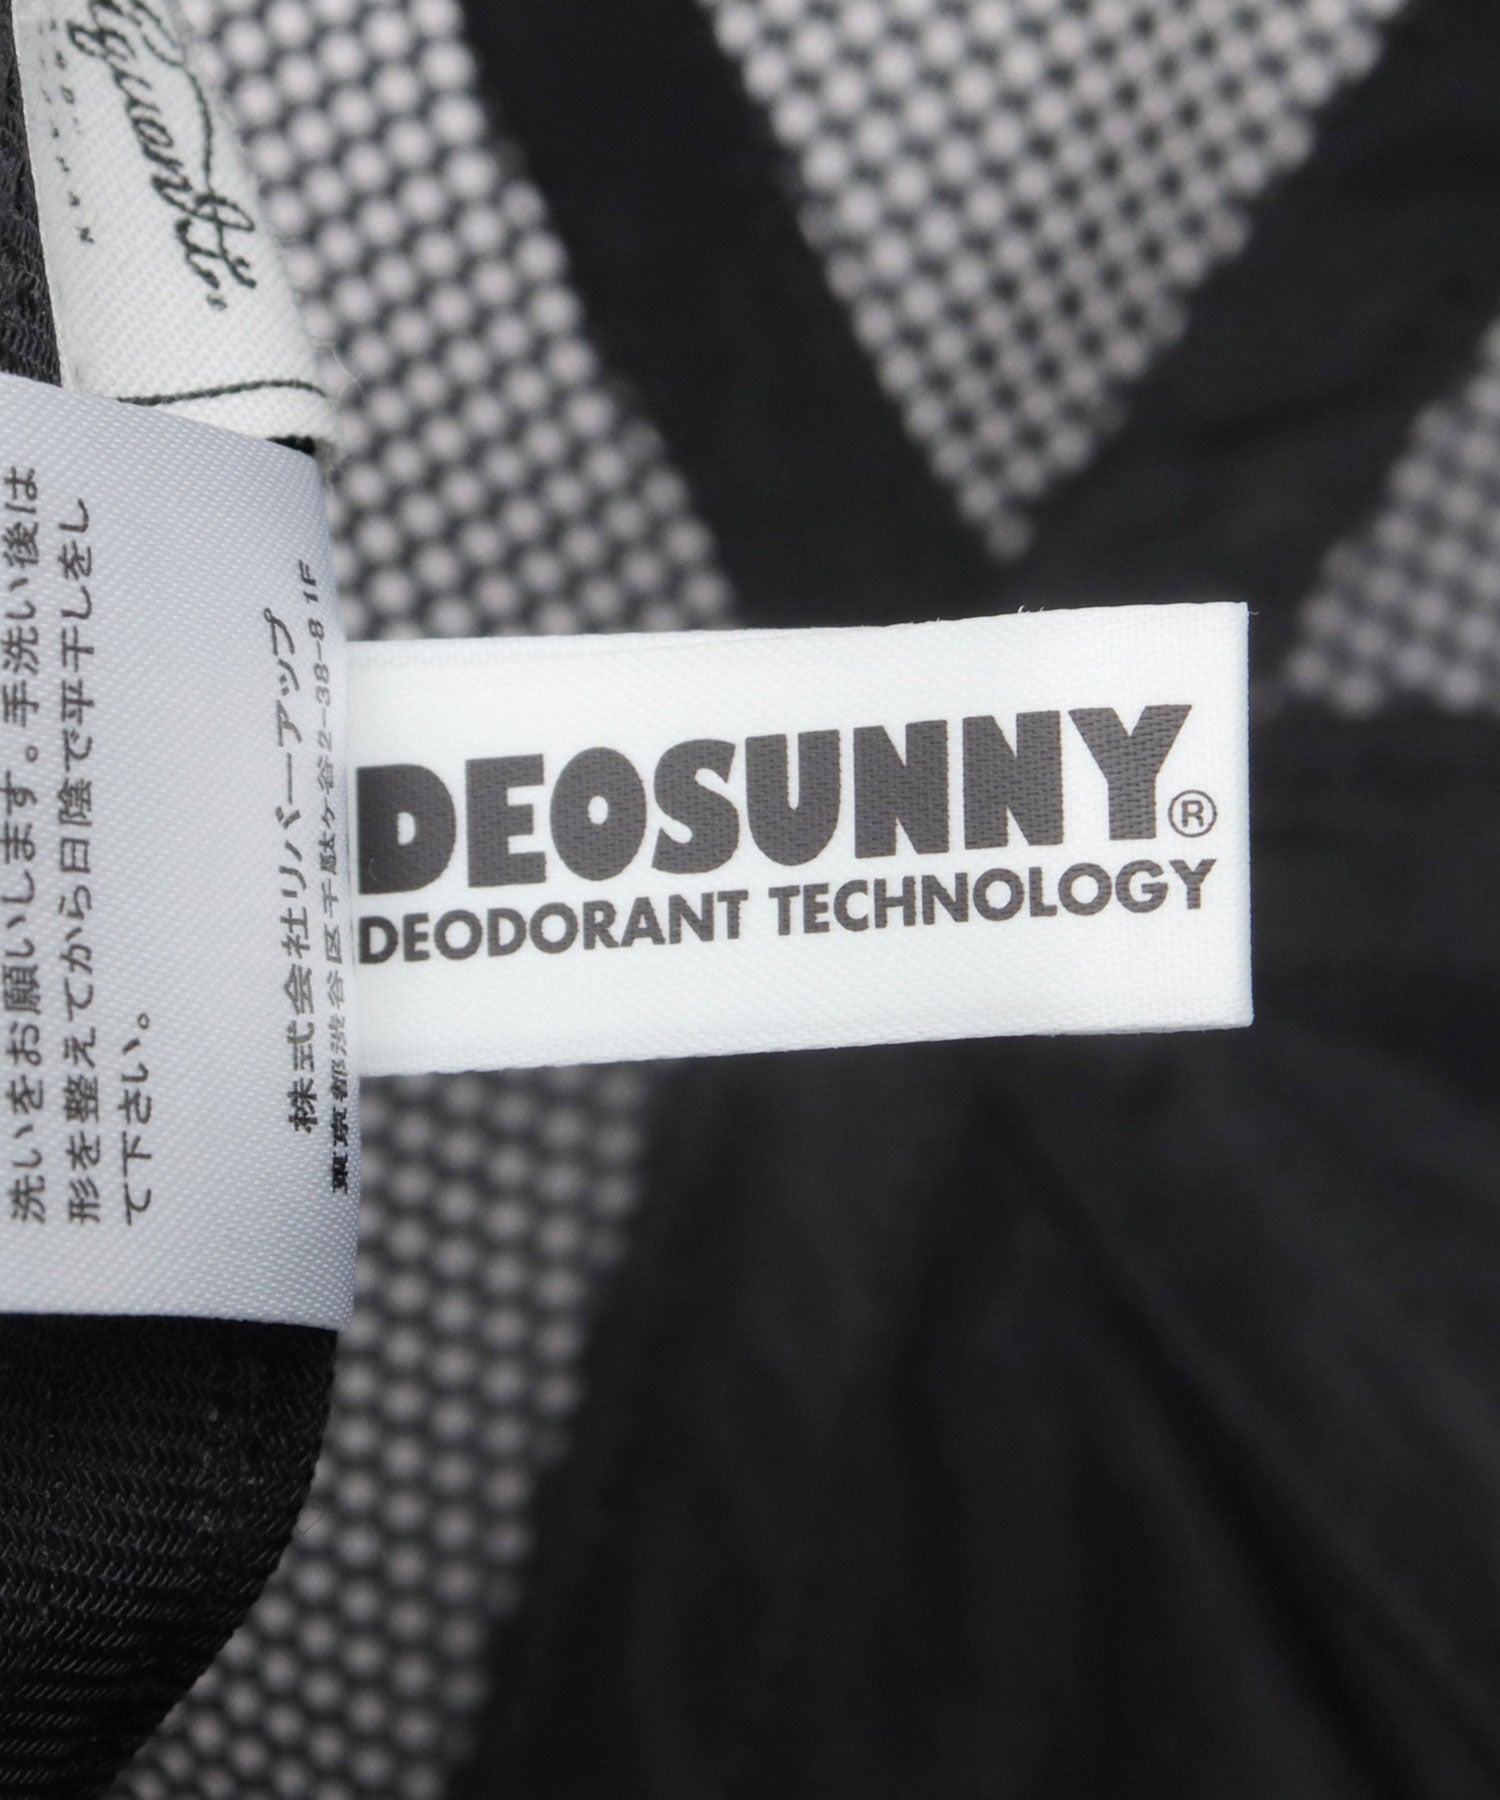 DEOSUNNY®
DEODORANT TECHNOLOGY
洗いをお願いします。手洗い後は
形を整えてから日陰で平干しをし
て下さい。
株式会社リバーアップ
東京都渋谷区千駄ヶ谷2-38-8 1F